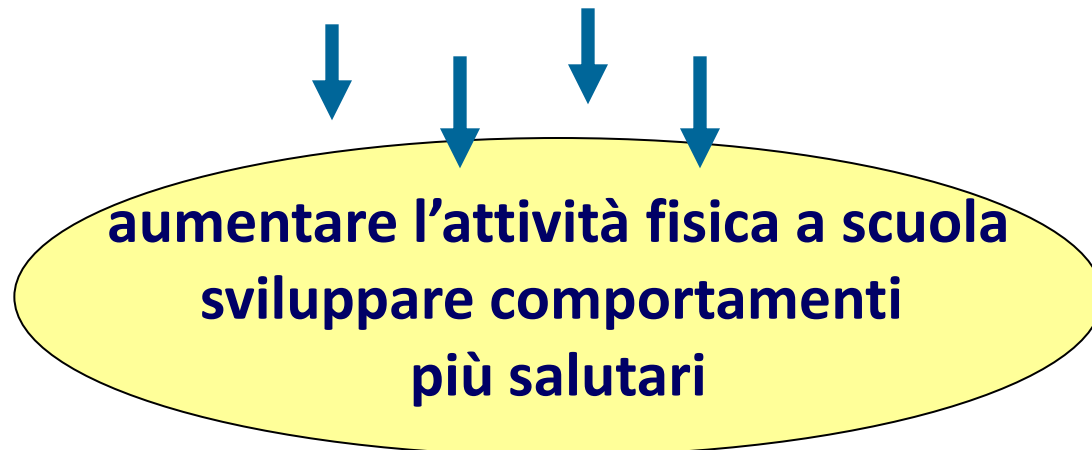 aumentare l’attività fisica a scuola
sviluppare comportamenti
più salutari